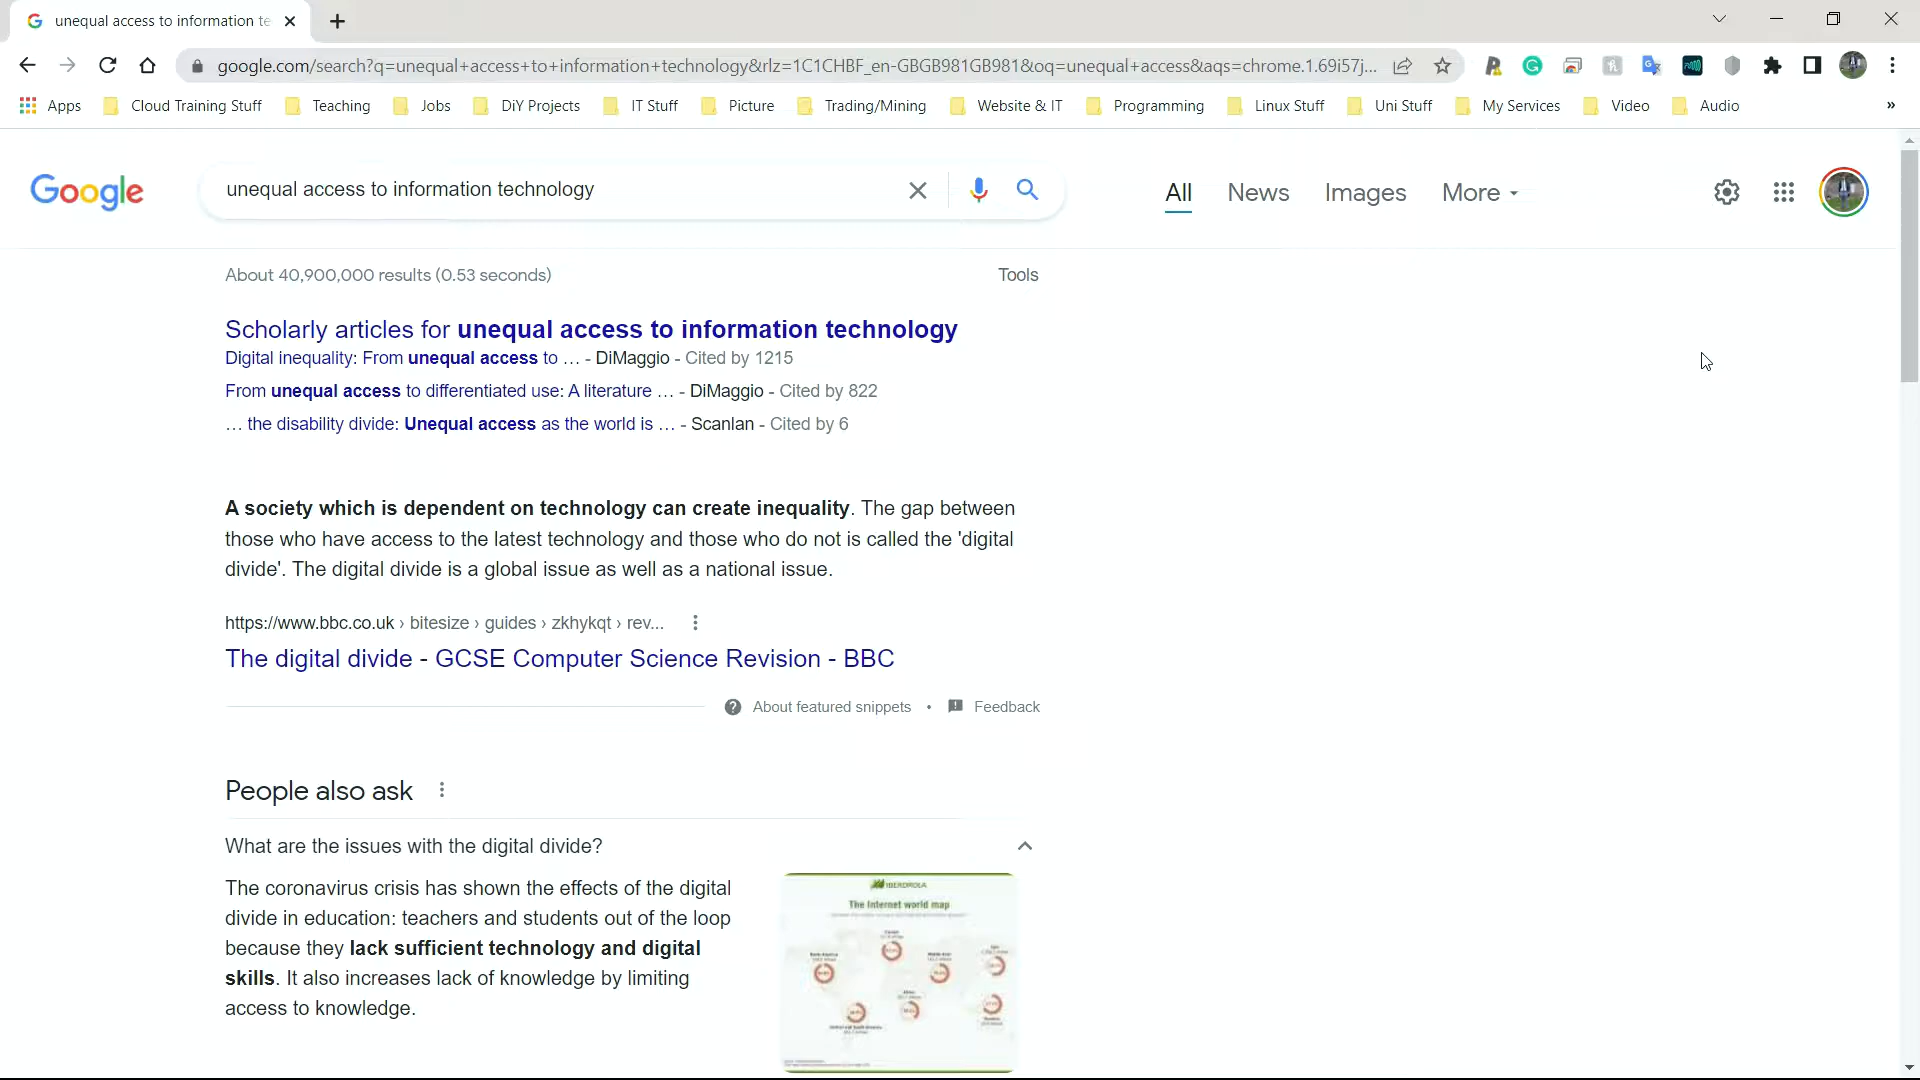 unequal access to information te
google.com/search?q=unequal+access+to+information+technology&rlz=1C1CHBF_en-GBGB981GB981&oq=unequal+access&aqs=chrome.1.69i57j...
Apps Cloud Training Stuff Teaching Jobs DiY Projects IT Stuff Picture Trading/Mining Website & IT Programming Linux Stuff Uni Stuff My Services Video Audio »
Google unequal access to information technology All News Images More
About 40,900,000 results (0.53 seconds) Tools
Scholarly articles for unequal access to information technology
Digital inequality: From unequal access to … - DiMaggio - Cited by 1215
From unequal access to differentiated use: A literature … - DiMaggio - Cited by 822
… the disability divide: Unequal access as the world is … - Scanlan - Cited by 6
A society which is dependent on technology can create inequality. The gap between
those who have access to the latest technology and those who do not is called the 'digital
divide'. The digital divide is a global issue as well as a national issue.
https://www.bbc.co.uk › bitesize › guides › zkhykqt › rev...
The digital divide - GCSE Computer Science Revision - BBC
About featured snippets • Feedback
People also ask
What are the issues with the digital divide?
The coronavirus crisis has shown the effects of the digital
divide in education: teachers and students out of the loop
because they lack sufficient technology and digital
skills. It also increases lack of knowledge by limiting
access to knowledge.
IBERDROLA
The Internet world map